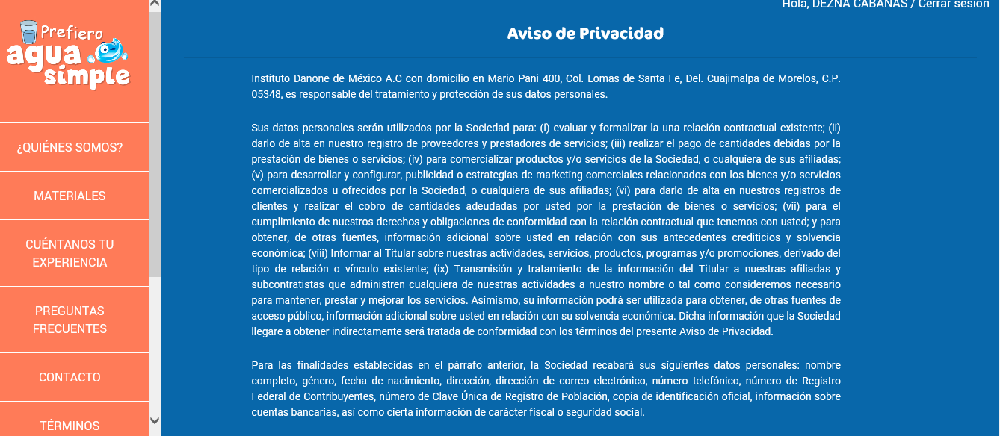 Hola, DEZNA CABAÑAS / Cerrar sesión
Prefiero
agua
simple
¿QUIÉNES SOMOS?
MATERIALES
CUÉNTANOS TU
EXPERIENCIA
PREGUNTAS
FRECUENTES
CONTACTO
TÉRMINOS
Aviso de Privacidad
Instituto Danone de México A.C con domicilio en Mario Pani 400, Col. Lomas de Santa Fe, Del. Cuajimalpa de Morelos, C.P.
05348, es responsable del tratamiento y protección de sus datos personales.
Sus datos personales serán utilizados por la Sociedad para: (i) evaluar y formalizar la una relación contractual existente; (ii)
darlo de alta en nuestro registro de proveedores y prestadores de servicios; (iii) realizar el pago de cantidades debidas por la
prestación de bienes o servicios; (iv) para comercializar productos y/o servicios de la Sociedad, o cualquiera de sus afiliadas;
(v) para desarrollar y configurar, publicidad o estrategias de marketing comerciales relacionados con los bienes y/o servicios
comercializados u ofrecidos por la Sociedad, o cualquiera de sus afiliadas; (vi) para darlo de alta en nuestros registros de
clientes y realizar el cobro de cantidades adeudadas por usted por la prestación de bienes o servicios; (vii) para el
cumplimiento de nuestros derechos y obligaciones de conformidad con la relación contractual que tenemos con usted; y para
obtener, de otras fuentes, información adicional sobre usted en relación con sus antecedentes crediticios y solvencia
económica; (viii) Informar al Titular sobre nuestras actividades, servicios, productos, programas y/o promociones, derivado del
tipo de relación o vínculo existente; (ix) Transmisión y tratamiento de la información del Titular a nuestras afiliadas y
subcontratistas que administren cualquiera de nuestras actividades a nuestro nombre o tal como consideremos necesario
para mantener, prestar y mejorar los servicios. Asimismo, su información podrá ser utilizada para obtener, de otras fuentes de
acceso público, información adicional sobre usted en relación con su solvencia económica. Dicha información que la Sociedad
llegare a obtener indirectamente será tratada de conformidad con los términos del presente Aviso de Privacidad.
Para las finalidades establecidas en el párrafo anterior, la Sociedad recabará sus siguientes datos personales: nombre
completo, género, fecha de nacimiento, dirección, dirección de correo electrónico, número telefónico, número de Registro
Federal de Contribuyentes, número de Clave Única de Registro de Población, copia de identificación oficial, información sobre
cuentas bancarias, así como cierta información de carácter fiscal o seguridad social.